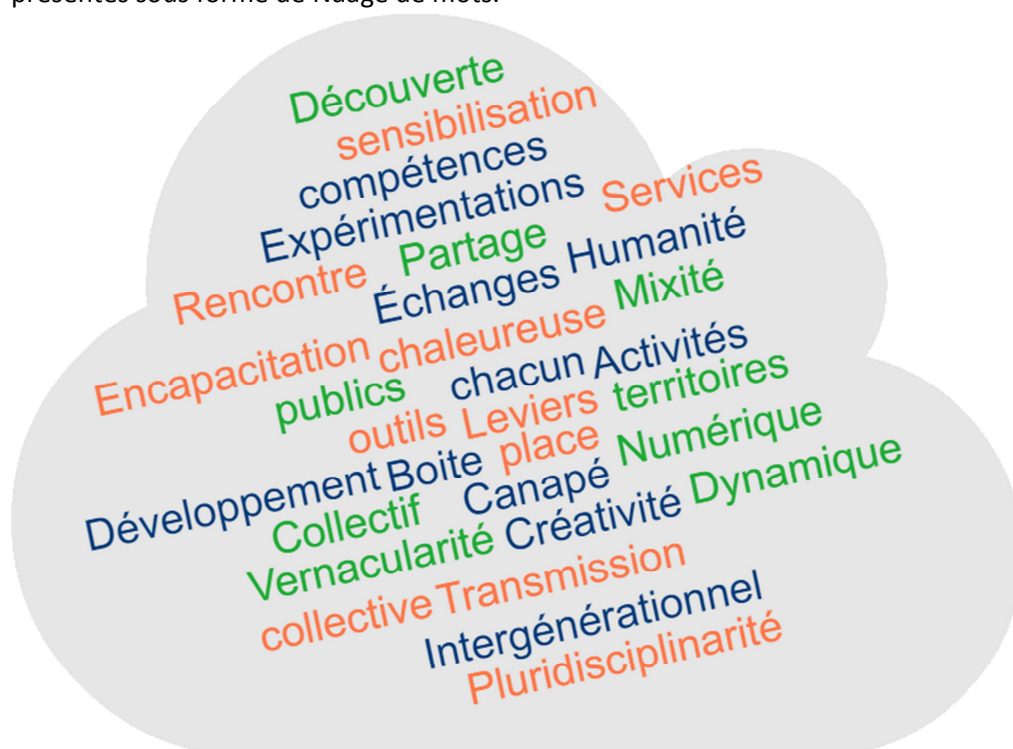 présentés sous forme de Nuage de mots.
Découverte
sensibilisation
compétences
Expérimentations Services
Rencontre Partage
Échanges Humanité
Encapacitation chaleureuse Mixité
publics chacun Activités
outils Leviers territoires
Développement Boite place Numérique
Collectif Canapé
Vernacularité Créativité Dynamique
collective Transmission
Intergénérationnel
Pluridisciplinarité